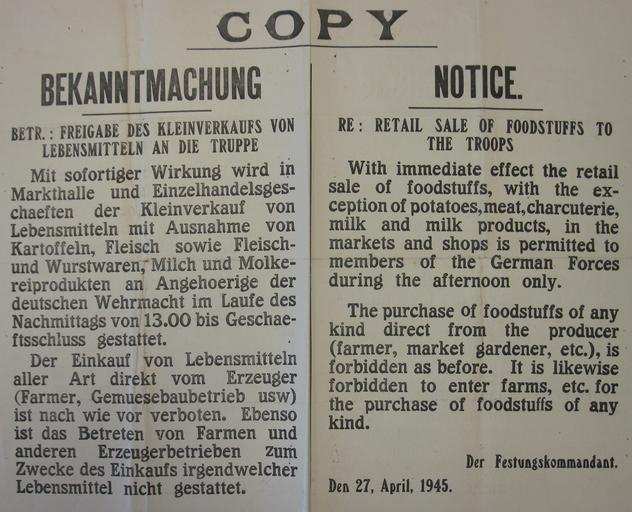 COPY
BEKANNTMACHUNG
BETR.: FREIGABE DES KLEINVERKAUFS VON
LEBENSMITTELN AN DIE TRUPPE
Mit sofortiger Wirkung wird in
Markthalle und Einzelhandelsges-
chaeften der Kleinverkauf von
Lebensmitteln mit Ausnahme von
Kartoffeln, Fleisch sowie Fleisch-
und Wurstwaren, Milch und Molke-
reiprodukten an Angehoerige der
deutschen Wehrmacht im Laufe des
Nachmittags von 13.00 bis Geschae-
ftsschluss gestattet.
Der Einkauf von Lebensmitteln
aller Art direkt vom Erzeuger
(Farmer, Gemuesebaubetrieb usw)
ist nach wie vor verboten. Ebenso
ist das Betreten von Farmen und
anderen Erzeugerbetrieben zum
Zwecke des Einkaufs irgendwelcher
Lebensmittel nicht gestattet.
NOTICE.
RE: RETAIL SALE OF FOODSTUFFS TO
THE TROOPS
With immediate effect the retail
sale of foodstuffs, with the ex-
ception of potatoes, meat, charcuterie,
milk and milk products, in the
markets and shops is permitted to
members of the German Forces
during the afternoon only.
The purchase of foodstuffs of any
kind direct from the producer
(farmer, market gardener, etc.), is
forbidden as before. It is likewise
forbidden to enter farms, etc. for
the purchase of foodstuffs of any
kind.
Der Festungskommandant.
Den 27, April, 1945.